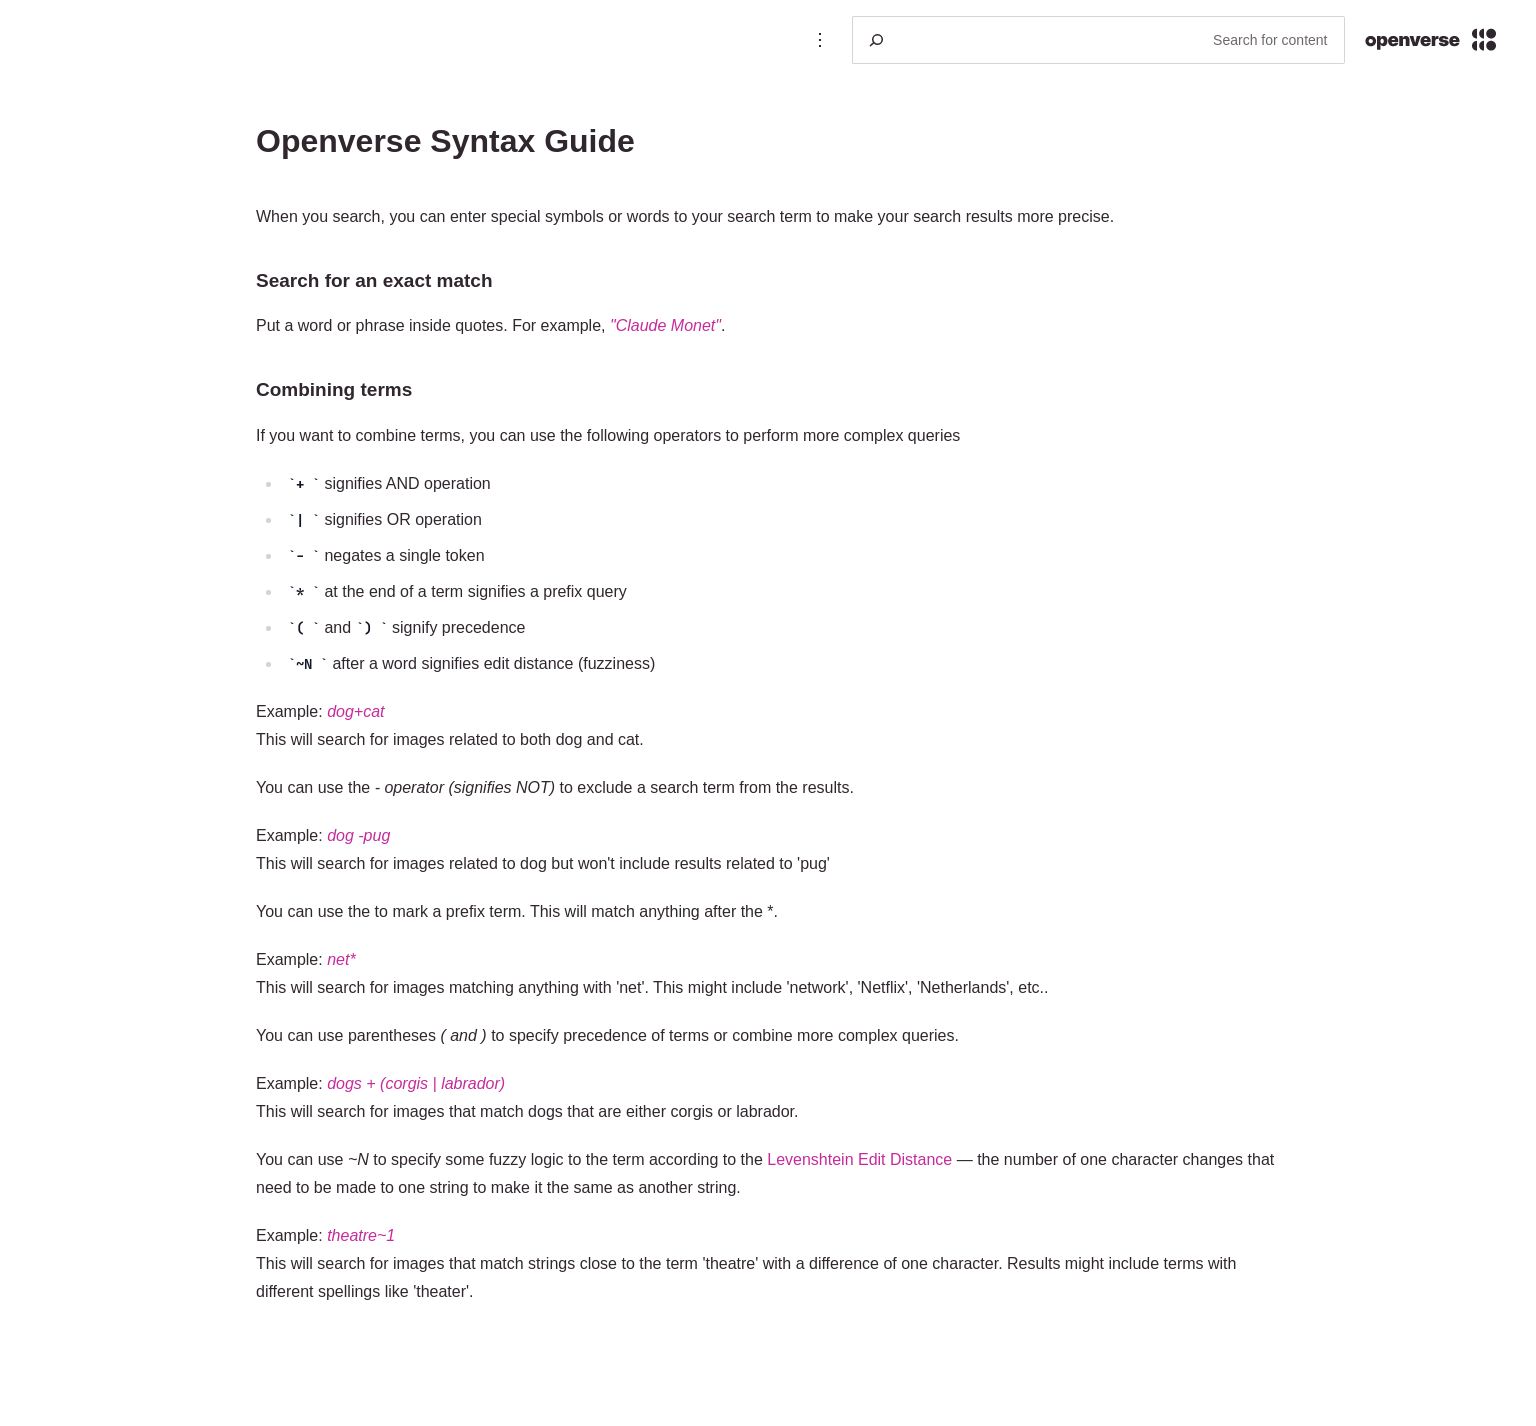 Search for content
openverse
Openverse Syntax Guide
When you search, you can enter special symbols or words to your search term to make your search results more precise.
Search for an exact match
Put a word or phrase inside quotes. For example, "Claude Monet".
Combining terms
If you want to combine terms, you can use the following operators to perform more complex queries
`+ ` signifies AND operation
`| ` signifies OR operation
`- ` negates a single token
`* ` at the end of a term signifies a prefix query
`( ` and `) ` signify precedence
`~N ` after a word signifies edit distance (fuzziness)
Example: dog+cat
This will search for images related to both dog and cat.
You can use the - operator (signifies NOT) to exclude a search term from the results.
Example: dog -pug
This will search for images related to dog but won't include results related to 'pug'
You can use the to mark a prefix term. This will match anything after the *.
Example: net*
This will search for images matching anything with 'net'. This might include 'network', 'Netflix', 'Netherlands', etc..
You can use parentheses ( and ) to specify precedence of terms or combine more complex queries.
Example: dogs + (corgis | labrador)
This will search for images that match dogs that are either corgis or labrador.
You can use ~N to specify some fuzzy logic to the term according to the Levenshtein Edit Distance — the number of one character changes that
need to be made to one string to make it the same as another string.
Example: theatre~1
This will search for images that match strings close to the term 'theatre' with a difference of one character. Results might include terms with
different spellings like 'theater'.